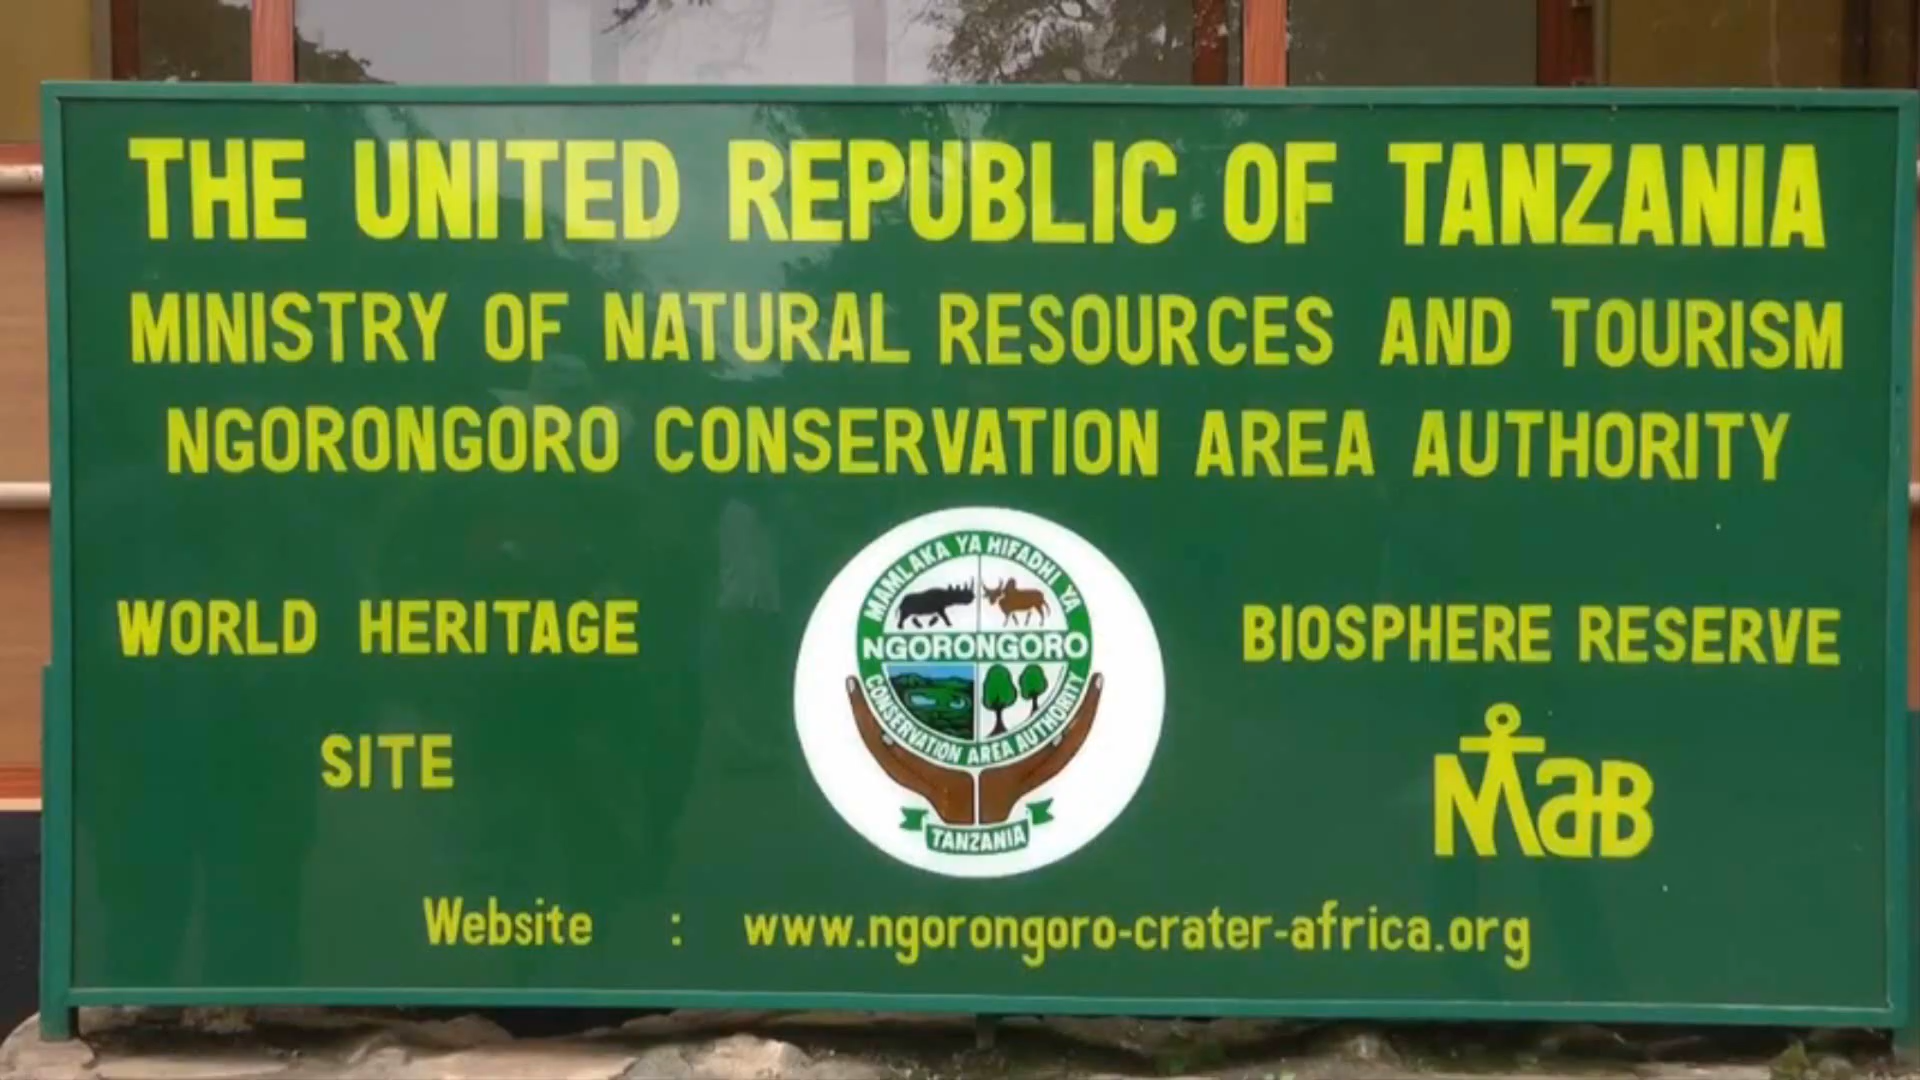 THE UNITED REPUBLIC OF TANZANIA
MINISTRY OF NATURAL RESOURCES AND TOURISM
NGORONGORO CONSERVATION AREA AUTHORITY
WORLD HERITAGE
SITE
MAMLAKA YA HIFADHI YA
NGORONGORO
CONSERVATION AREA AUTHORITY
TANZANIA
BIOSPHERE RESERVE
MaB
Website : www.ngorongoro-crater-africa.org